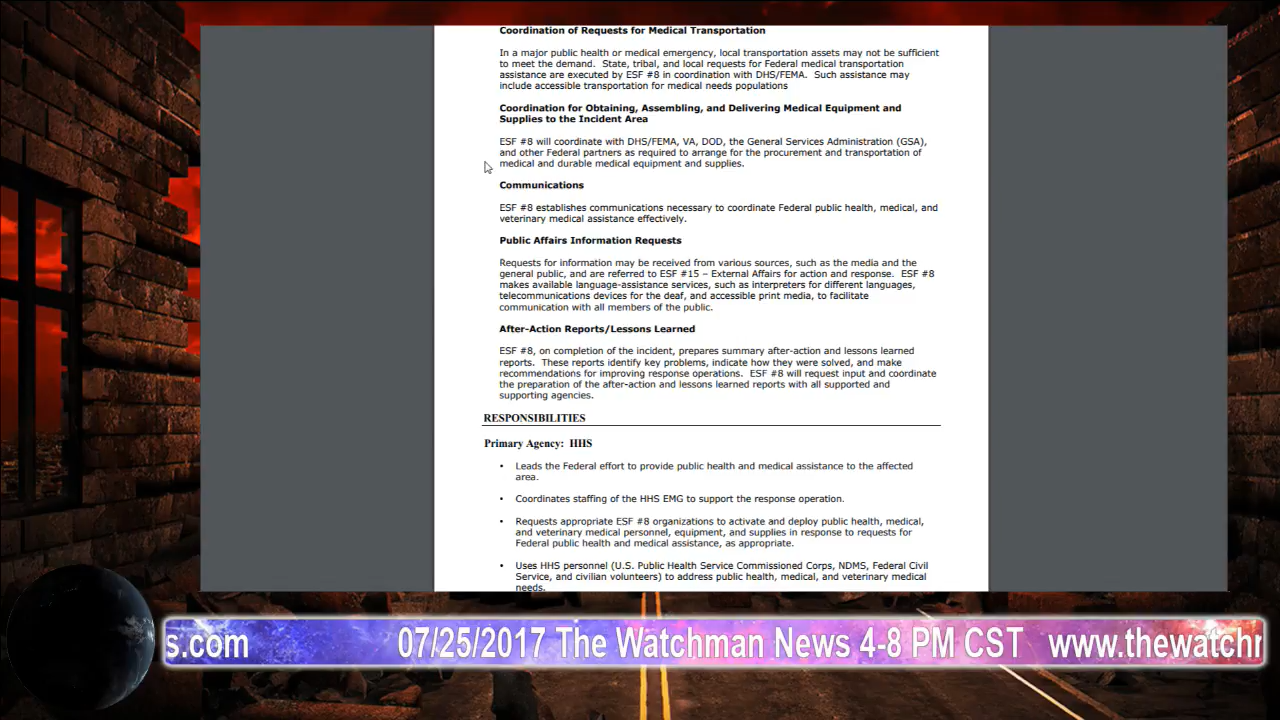 Coordination of Requests for Medical Transportation
In a major public health or medical emergency, local transportation assets may not be sufficient
to meet the demand.  State, tribal, and local requests for Federal medical transportation
assistance are executed by ESF #8 in coordination with DHS/FEMA.  Such assistance may
include accessible transportation for medical needs populations
Coordination for Obtaining, Assembling, and Delivering Medical Equipment and
Supplies to the Incident Area
ESF #8 will coordinate with DHS/FEMA, VA, DOD, the General Services Administration (GSA),
and other Federal partners as required to arrange for the procurement and transportation of
medical and durable medical equipment and supplies.
Communications
ESF #8 establishes communications necessary to coordinate Federal public health, medical, and
veterinary medical assistance effectively.
Public Affairs Information Requests
Requests for information may be received from various sources, such as the media and the
general public, and are referred to ESF #15 – External Affairs for action and response.  ESF #8
makes available language-assistance services, such as interpreters for different languages,
telecommunications devices for the deaf, and accessible print media, to facilitate
communication with all members of the public.
After-Action Reports/Lessons Learned
ESF #8, on completion of the incident, prepares summary after-action and lessons learned
reports.  These reports identify key problems, indicate how they were solved, and make
recommendations for improving response operations.  ESF #8 will request input and coordinate
the preparation of the after-action and lessons learned reports with all supported and
supporting agencies.
RESPONSIBILITIES
Primary Agency:  HHS
• Leads the Federal effort to provide public health and medical assistance to the affected
area.
• Coordinates staffing of the HHS EMG to support the response operation.
• Requests appropriate ESF #8 organizations to activate and deploy public health, medical,
and veterinary medical personnel, equipment, and supplies in response to requests for
Federal public health and medical assistance, as appropriate.
• Uses HHS personnel (U.S. Public Health Service Commissioned Corps, NDMS, Federal Civil
Service, and civilian volunteers) to address public health, medical, and veterinary medical
needs.
s.com 07/25/2017 The Watchman News 4-8 PM CST www.thewatchr